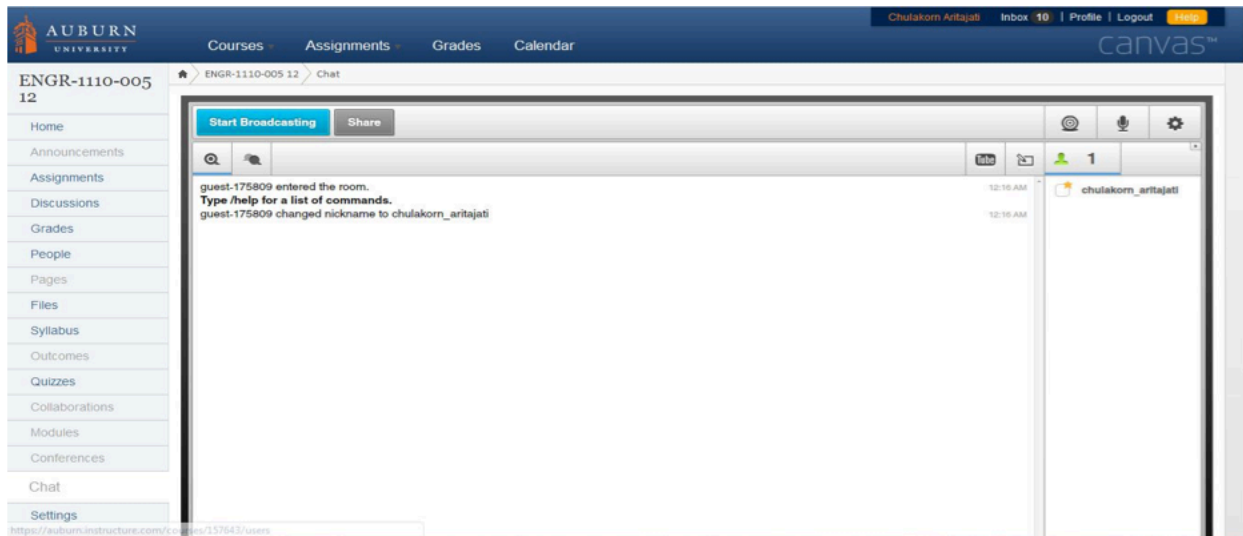 Chulakorn Aritajati Inbox 10 | Profile | Logout Help
AUBURN
UNIVERSITY
Courses Assignments Grades Calendar
canvas™
ENGR-1110-005
12
ENGR-1110-005 12 Chat
Home
Announcements
Assignments
Discussions
Grades
People
Pages
Files
Syllabus
Outcomes
Quizzes
Collaborations
Modules
Conferences
Chat
Settings
Start Broadcasting Share
Tube
1
guest-175809 entered the room. 12:16 AM
Type /help for a list of commands.
guest-175809 changed nickname to chulakorn_aritajati 12:16 AM
chulakorn_aritajati
https://auburn.instructure.com/courses/157643/users